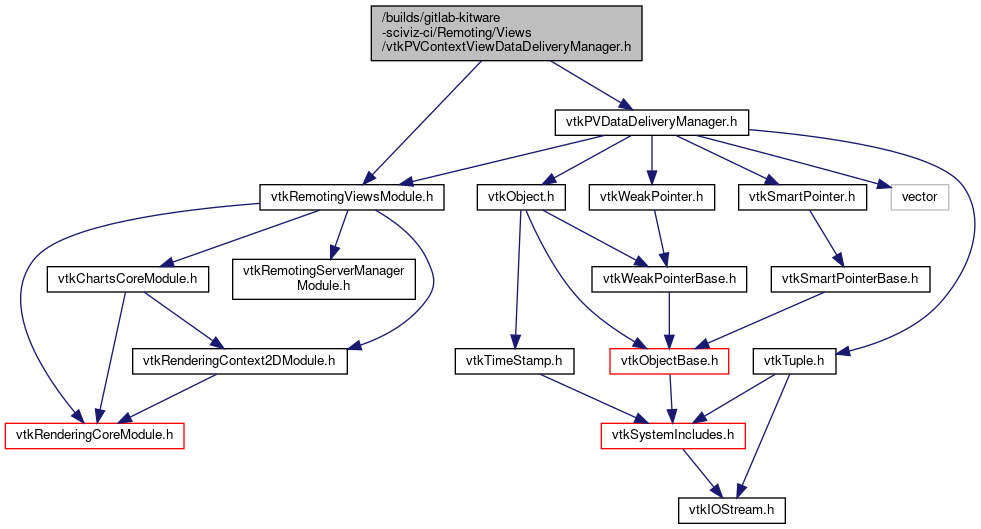 /builds/gitlab-kitware
-sciviz-ci/Remoting/Views
/vtkPVContextViewDataDeliveryManager.h
vtkPVDataDeliveryManager.h
vtkRemotingViewsModule.h
vtkObject.h
vtkWeakPointer.h
vtkSmartPointer.h
vector
vtkChartsCoreModule.h
vtkRemotingServerManager
Module.h
vtkWeakPointerBase.h
vtkSmartPointerBase.h
vtkRenderingContext2DModule.h
vtkTimeStamp.h
vtkObjectBase.h
vtkTuple.h
vtkRenderingCoreModule.h
vtkSystemIncludes.h
vtkIOStream.h